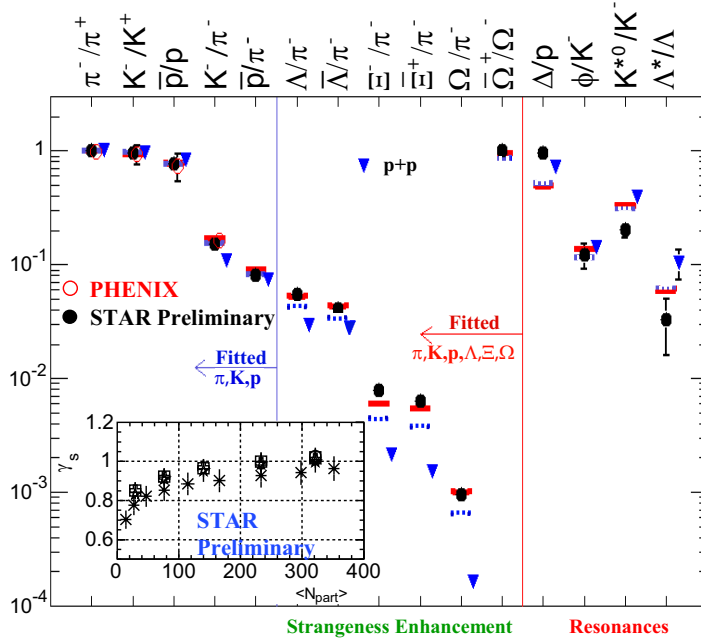 π⁻/π⁺
K⁻/K⁺
p̅/p
K⁻/π⁻
p̅/π⁻
Λ/π⁻
Λ̅/π⁻
Ξ⁻/π⁻
Ξ̅⁺/π⁻
Ω/π⁻
Ω̅⁺/Ω⁻
Δ/p
φ/K⁻
K*⁰/K⁻
Λ*/Λ
1
p+p
10⁻¹
PHENIX
STAR Preliminary
Fitted
π,K,p,Λ,Ξ,Ω
Fitted
π,K,p
10⁻²
10⁻³
10⁻⁴
γs
1.2
1
0.8
0.6
STAR
Preliminary
0 100 200 300 400
<Npart>
Strangeness Enhancement
Resonances